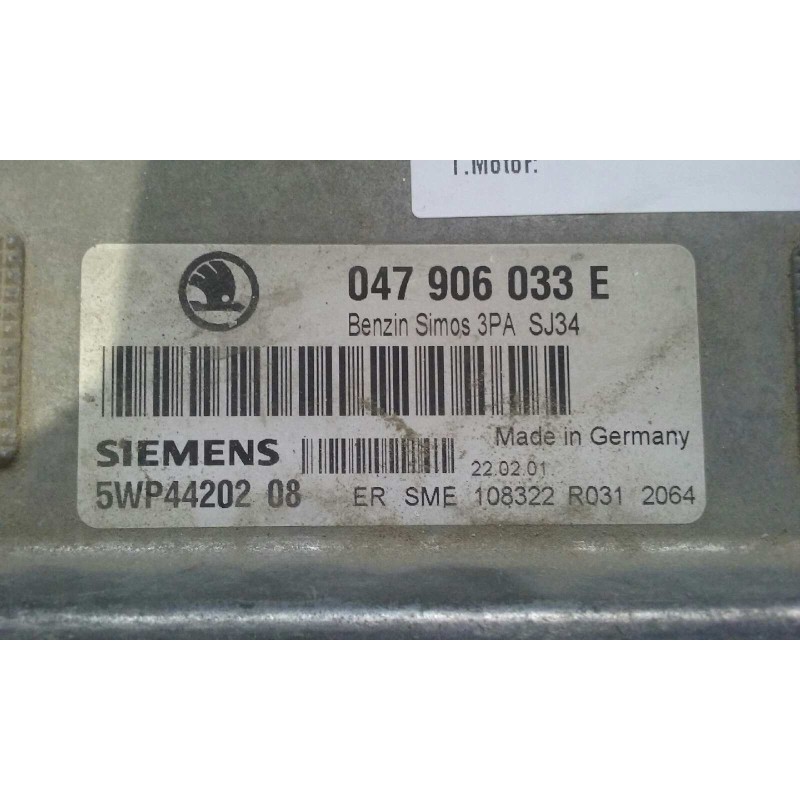 T.Motor:
047 906 033 E
Benzin Simos 3PA SJ34
SIEMENS
Made in Germany
22.02.01
5WP44202 08
ER SME 108322 R031 2064